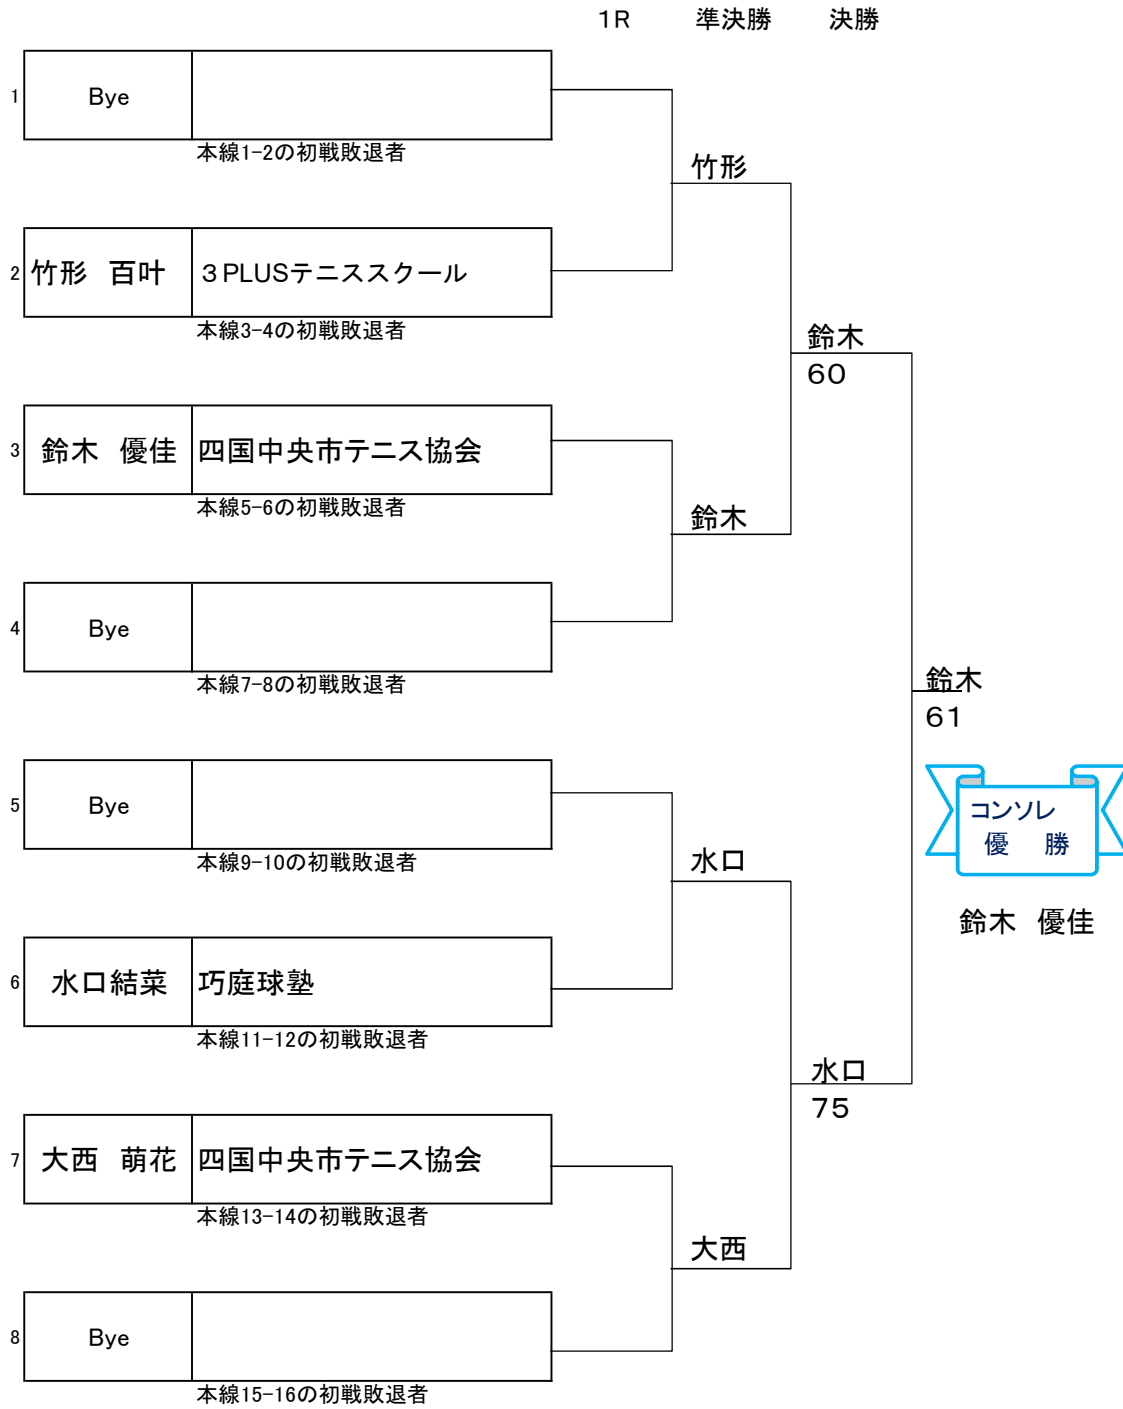 1R 準決勝 決勝
1 Bye
本線1-2の初戦敗退者
竹形
2 竹形 百叶 3PLUSテニススクール
本線3-4の初戦敗退者
鈴木
60
3 鈴木 優佳 四国中央市テニス協会
本線5-6の初戦敗退者
鈴木
4 Bye
本線7-8の初戦敗退者
鈴木
61
5 Bye
本線9-10の初戦敗退者
水口
コンソレ
優 勝
鈴木 優佳
6 水口結菜 巧庭球塾
本線11-12の初戦敗退者
水口
75
7 大西 萌花 四国中央市テニス協会
本線13-14の初戦敗退者
大西
8 Bye
本線15-16の初戦敗退者